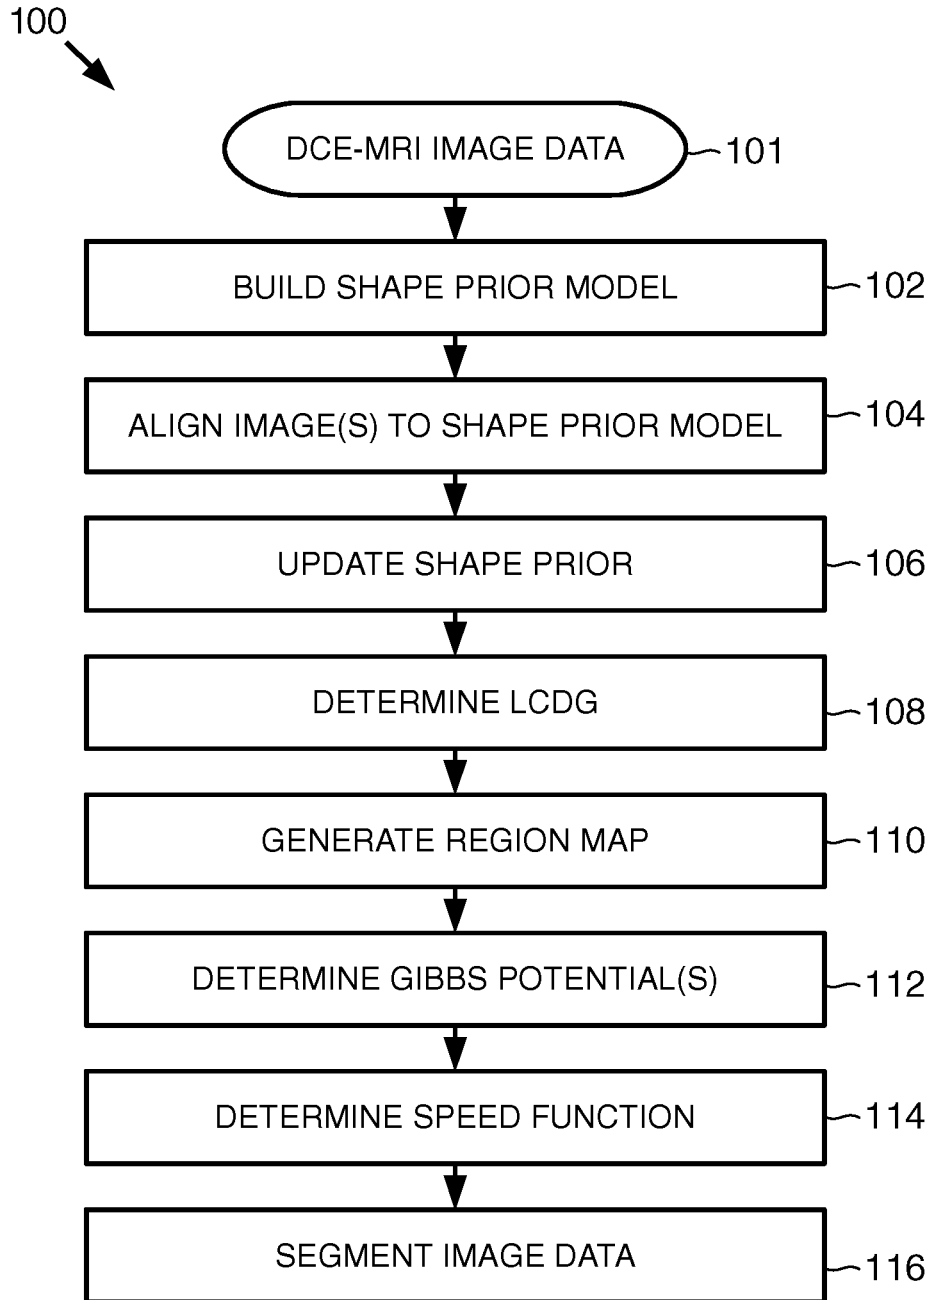 100
DCE-MRI IMAGE DATA
101
BUILD SHAPE PRIOR MODEL
102
ALIGN IMAGE(S) TO SHAPE PRIOR MODEL
104
UPDATE SHAPE PRIOR
106
DETERMINE LCDG
108
GENERATE REGION MAP
110
DETERMINE GIBBS POTENTIAL(S)
112
DETERMINE SPEED FUNCTION
114
SEGMENT IMAGE DATA
116